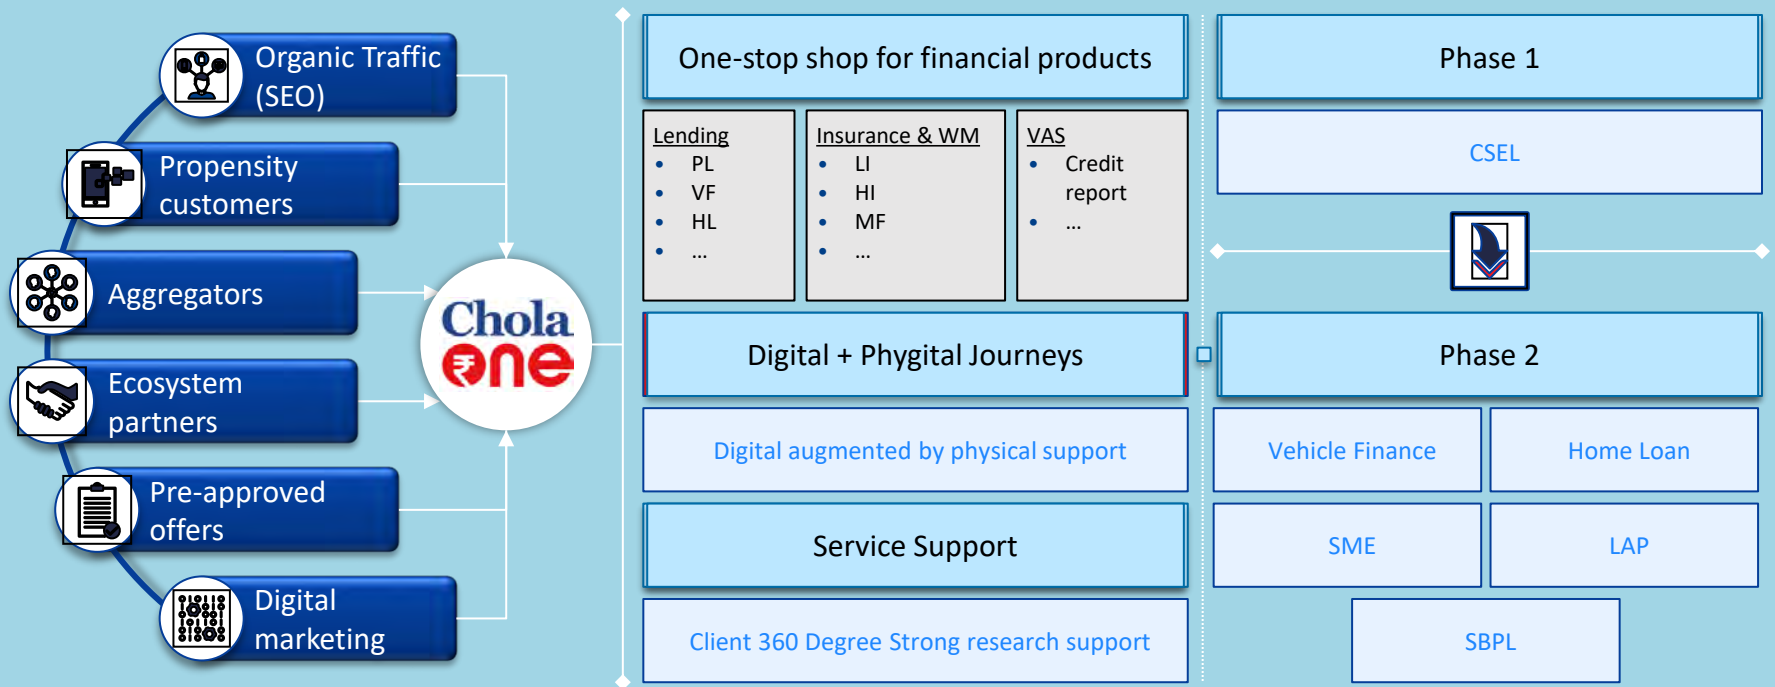 Organic Traffic
(SEO)
Propensity
customers
Aggregators
Ecosystem
partners
Pre-approved
offers
Digital
marketing
Chola
one
One-stop shop for financial products
Lending
• PL
• VF
• HL
• ...
Insurance & WM
• LI
• HI
• MF
• ...
VAS
• Credit
report
• ...
Digital + Phygital Journeys
Digital augmented by physical support
Service Support
Client 360 Degree Strong research support
Phase 1
CSEL
Phase 2
Vehicle Finance
Home Loan
SME
LAP
SBPL